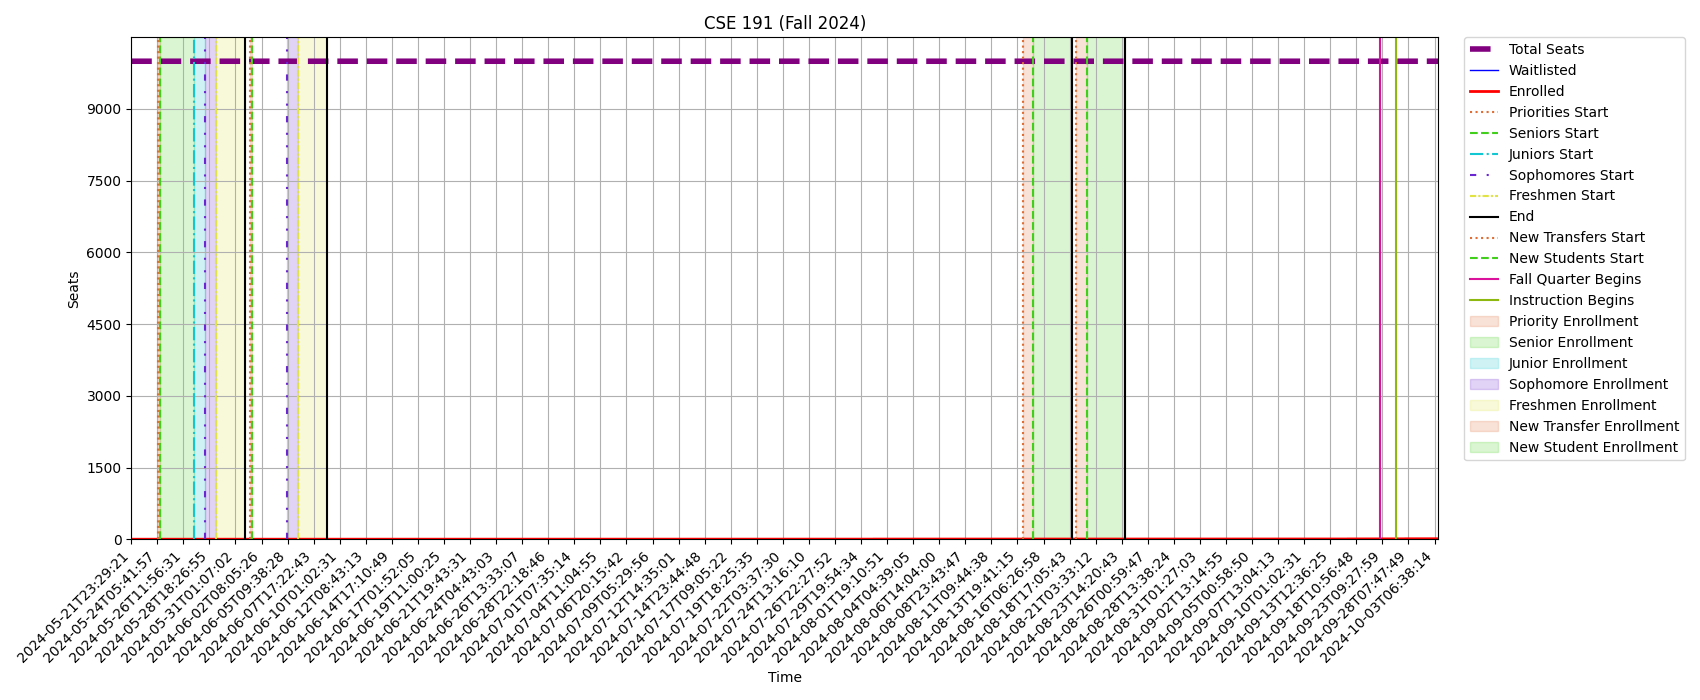 CSE 191 (Fall 2024)
Seats
9000
7500
6000
4500
3000
1500
0
2024-05-21T23:29:21
2024-05-24T05:41:57
2024-05-26T11:56:31
2024-05-28T18:26:55
2024-05-31T01:07:02
2024-06-02T08:05:26
2024-06-05T09:38:28
2024-06-07T17:22:43
2024-06-10T01:02:31
2024-06-12T08:43:13
2024-06-14T17:10:49
2024-06-17T01:52:05
2024-06-19T11:00:25
2024-06-21T19:43:31
2024-06-24T04:43:03
2024-06-26T13:33:07
2024-06-28T22:18:46
2024-07-01T07:35:14
2024-07-04T11:04:55
2024-07-06T20:15:42
2024-07-09T05:29:56
2024-07-12T14:35:01
2024-07-14T23:44:48
2024-07-17T09:05:22
2024-07-19T18:25:35
2024-07-22T03:37:30
2024-07-24T13:16:10
2024-07-26T22:27:52
2024-07-29T19:54:34
2024-08-01T19:10:51
2024-08-04T04:39:05
2024-08-06T14:04:00
2024-08-08T23:43:47
2024-08-11T09:44:38
2024-08-13T19:41:15
2024-08-16T06:26:58
2024-08-18T17:05:43
2024-08-21T03:33:12
2024-08-23T14:20:43
2024-08-26T00:59:47
2024-08-28T13:38:24
2024-08-31T01:27:03
2024-09-02T13:14:55
2024-09-05T00:58:50
2024-09-07T13:04:13
2024-09-10T01:02:31
2024-09-13T12:36:25
2024-09-18T10:56:48
2024-09-23T09:27:59
2024-09-28T07:47:49
2024-10-03T06:38:14
Time
Total Seats
Waitlisted
Enrolled
Priorities Start
Seniors Start
Juniors Start
Sophomores Start
Freshmen Start
End
New Transfers Start
New Students Start
Fall Quarter Begins
Instruction Begins
Priority Enrollment
Senior Enrollment
Junior Enrollment
Sophomore Enrollment
Freshmen Enrollment
New Transfer Enrollment
New Student Enrollment